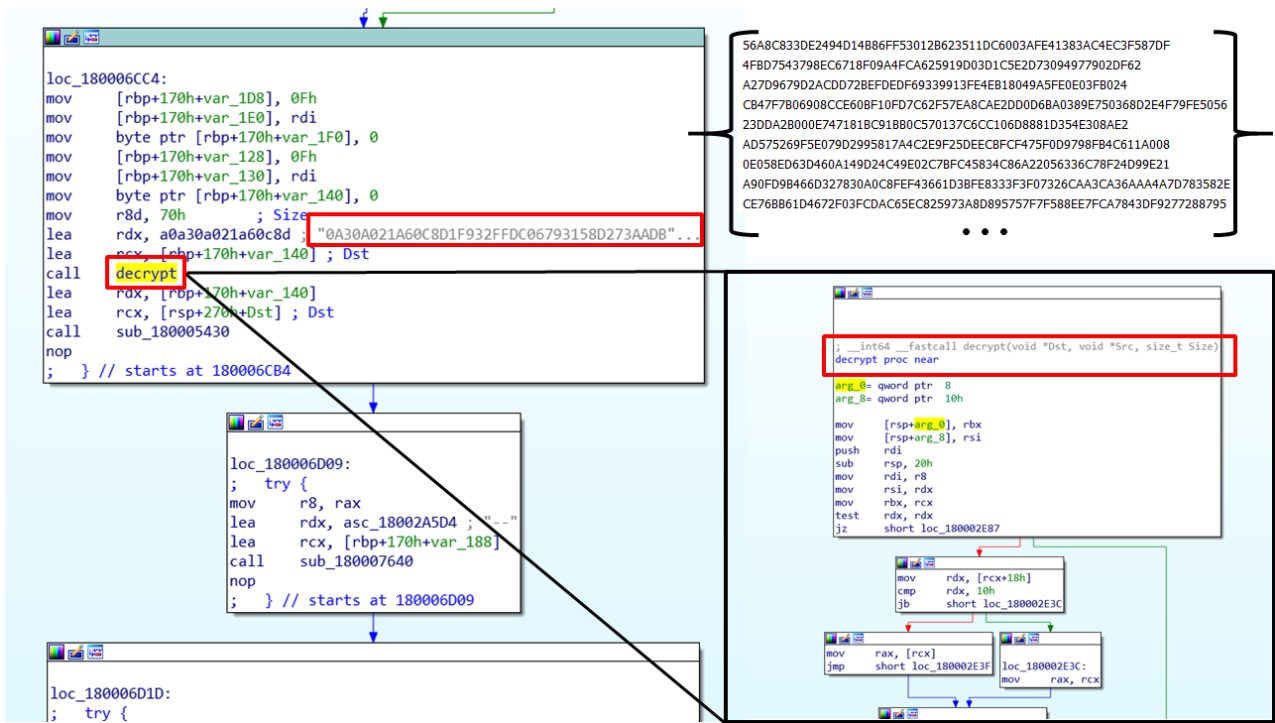 loc_180006CC4:
mov [rbp+170h+var_1D8], 0Fh
mov [rbp+170h+var_1E0], rdi
mov byte ptr [rbp+170h+var_1F0], 0
mov [rbp+170h+var_128], 0Fh
mov [rbp+170h+var_130], rdi
mov byte ptr [rbp+170h+var_140], 0
mov r8d, 70h ; Size
lea rdx, a0a30a021a60c8d ; "0A30A021A60C8D1F932FFDC06793158D273AADB"...
lea rcx, [rbp+170h+var_140] ; Dst
call decrypt
lea rdx, [rbp+170h+var_140]
lea rcx, [rsp+270h+Dst] ; Dst
call sub_180005430
nop
; } // starts at 180006CB4
loc_180006D09:
; try {
mov r8, rax
lea rdx, asc_18002A5D4 ; "--"
lea rcx, [rbp+170h+var_188]
call sub_180007640
nop
; } // starts at 180006D09
loc_180006D1D:
; try {
56A8C833DE2494D14B86FF53012B623511DC6003AFE41383AC4EC3F587DF
4FBD7543798EC6718F09A4FCA625919D03D1C5E2D73094977902DF62
A27D9679D2ACDD72BEFDEDF69339913FE4EB18049A5FE0E03FB024
CB47F7B06908CCE60BF10FD7C62F57EA8CAE2DD0D6BA0389E750368D2E4F79FE5056
23DDA2B000E747181BC91BB0C570137C6CC106D8881D354E308AE2
AD575269F5E079D2995817A4C2E9F25DEECBFCF475F0D9798FB4C611A008
0E058ED63D460A149D24C49E02C7BFC45834C86A22056336C78F24D99E21
A90FD9B466D327830A0C8FEF43661D3BFE8333F3F07326CAA3CA36AAA4A7D783582E
CE76BB61D4672F03FCDAC65EC825973A8D895757F7F588EE7FCA7843DF9277288795
• • •
; __int64 __fastcall decrypt(void *Dst, void *Src, size_t Size)
decrypt proc near
arg_0= qword ptr 8
arg_8= qword ptr 10h
mov [rsp+arg_0], rbx
mov [rsp+arg_8], rsi
push rdi
sub rsp, 20h
mov rdi, r8
mov rsi, rdx
mov rbx, rcx
test rdx, rdx
jz short loc_180002E87
mov rdx, [rcx+18h]
cmp rdx, 10h
jb short loc_180002E3C
mov rax, [rcx]
jmp short loc_180002E3F
loc_180002E3C:
mov rax, rcx